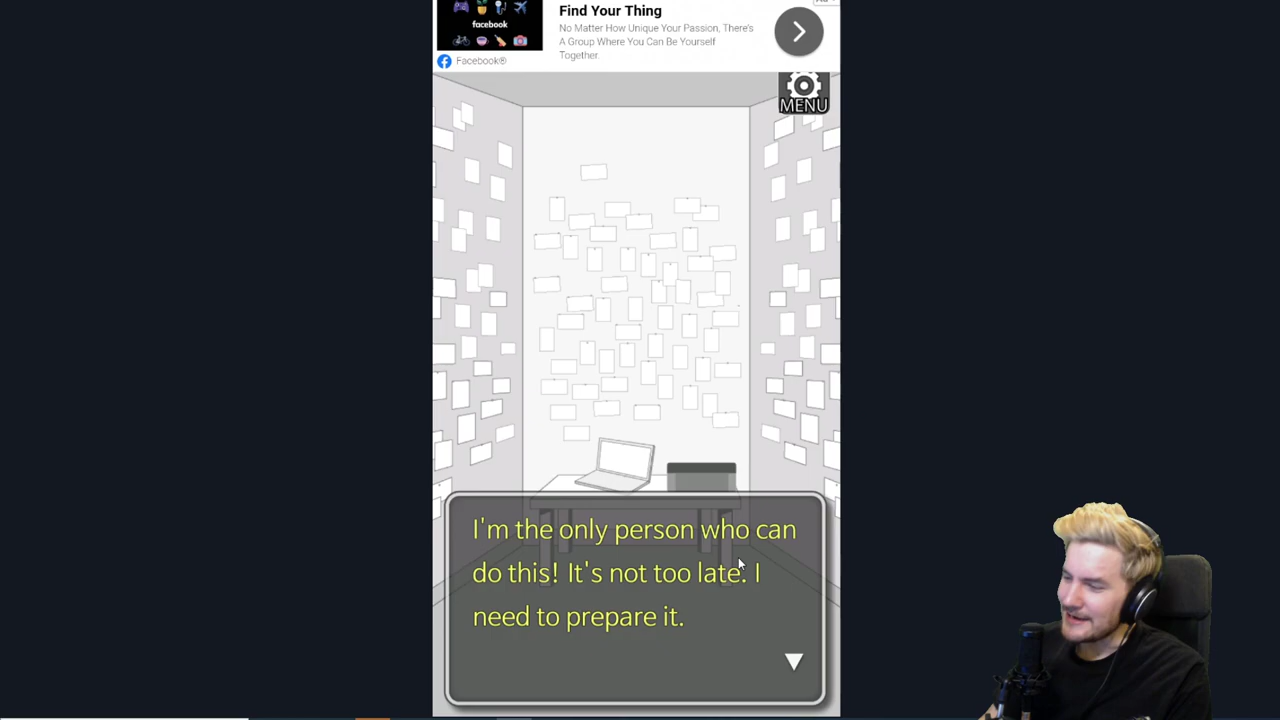 Find Your Thing
No Matter How Unique Your Passion, There's
A Group Where You Can Be Yourself
Together.
facebook
Facebook®
MENU
I'm the only person who can
do this! It's not too late. I
need to prepare it.